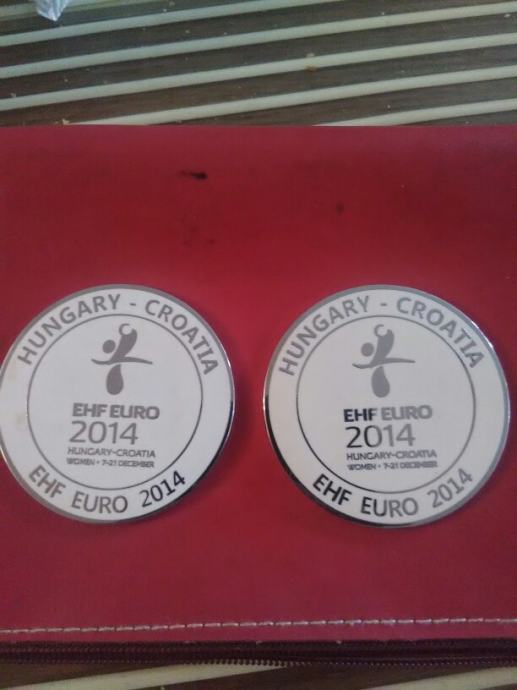 HUNGARY - CROATIA
EHF EURO
2014
HUNGARY-CROATIA
WOMEN • 7-21 DECEMBER
EHF EURO 2014
HUNGARY - CROATIA
EHF EURO
2014
HUNGARY-CROATIA
WOMEN • 7-21 DECEMBER
EHF EURO 2014